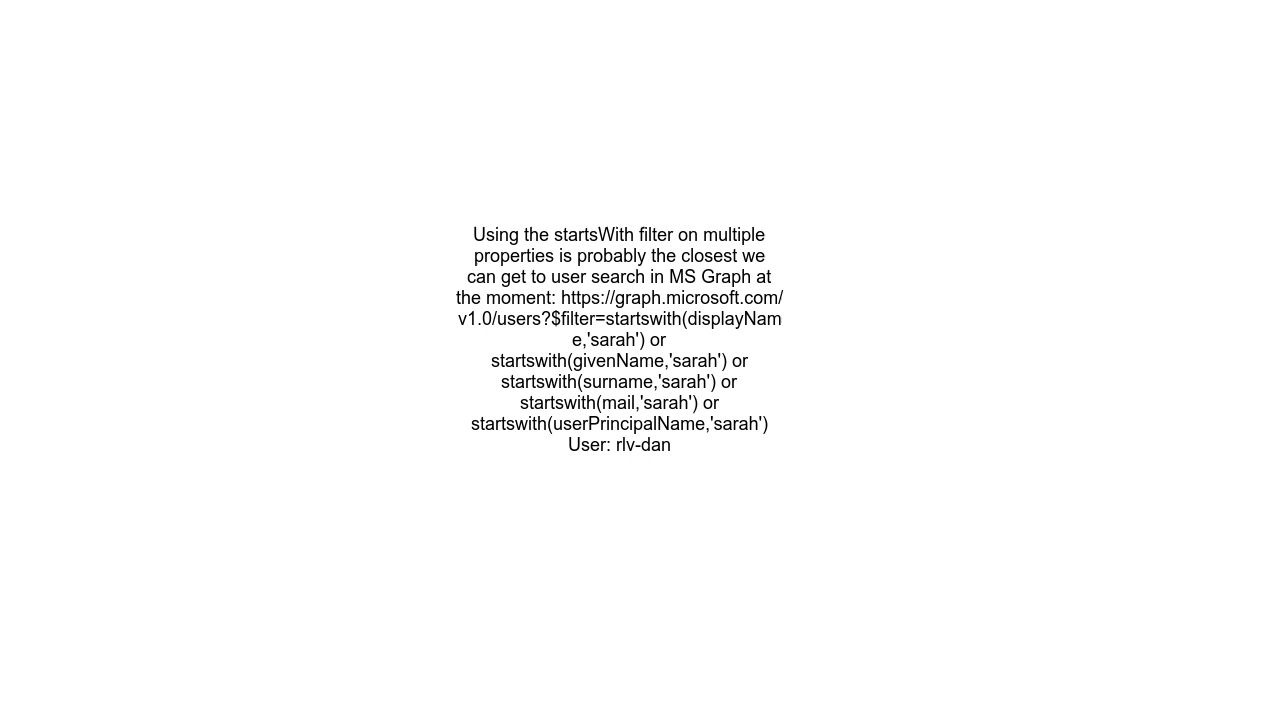 Using the startsWith filter on multiple
properties is probably the closest we
can get to user search in MS Graph at
the moment: https://graph.microsoft.com/
v1.0/users?$filter=startswith(displayNam
e,'sarah') or
startswith(givenName,'sarah') or
startswith(surname,'sarah') or
startswith(mail,'sarah') or
startswith(userPrincipalName,'sarah')
User: rlv-dan